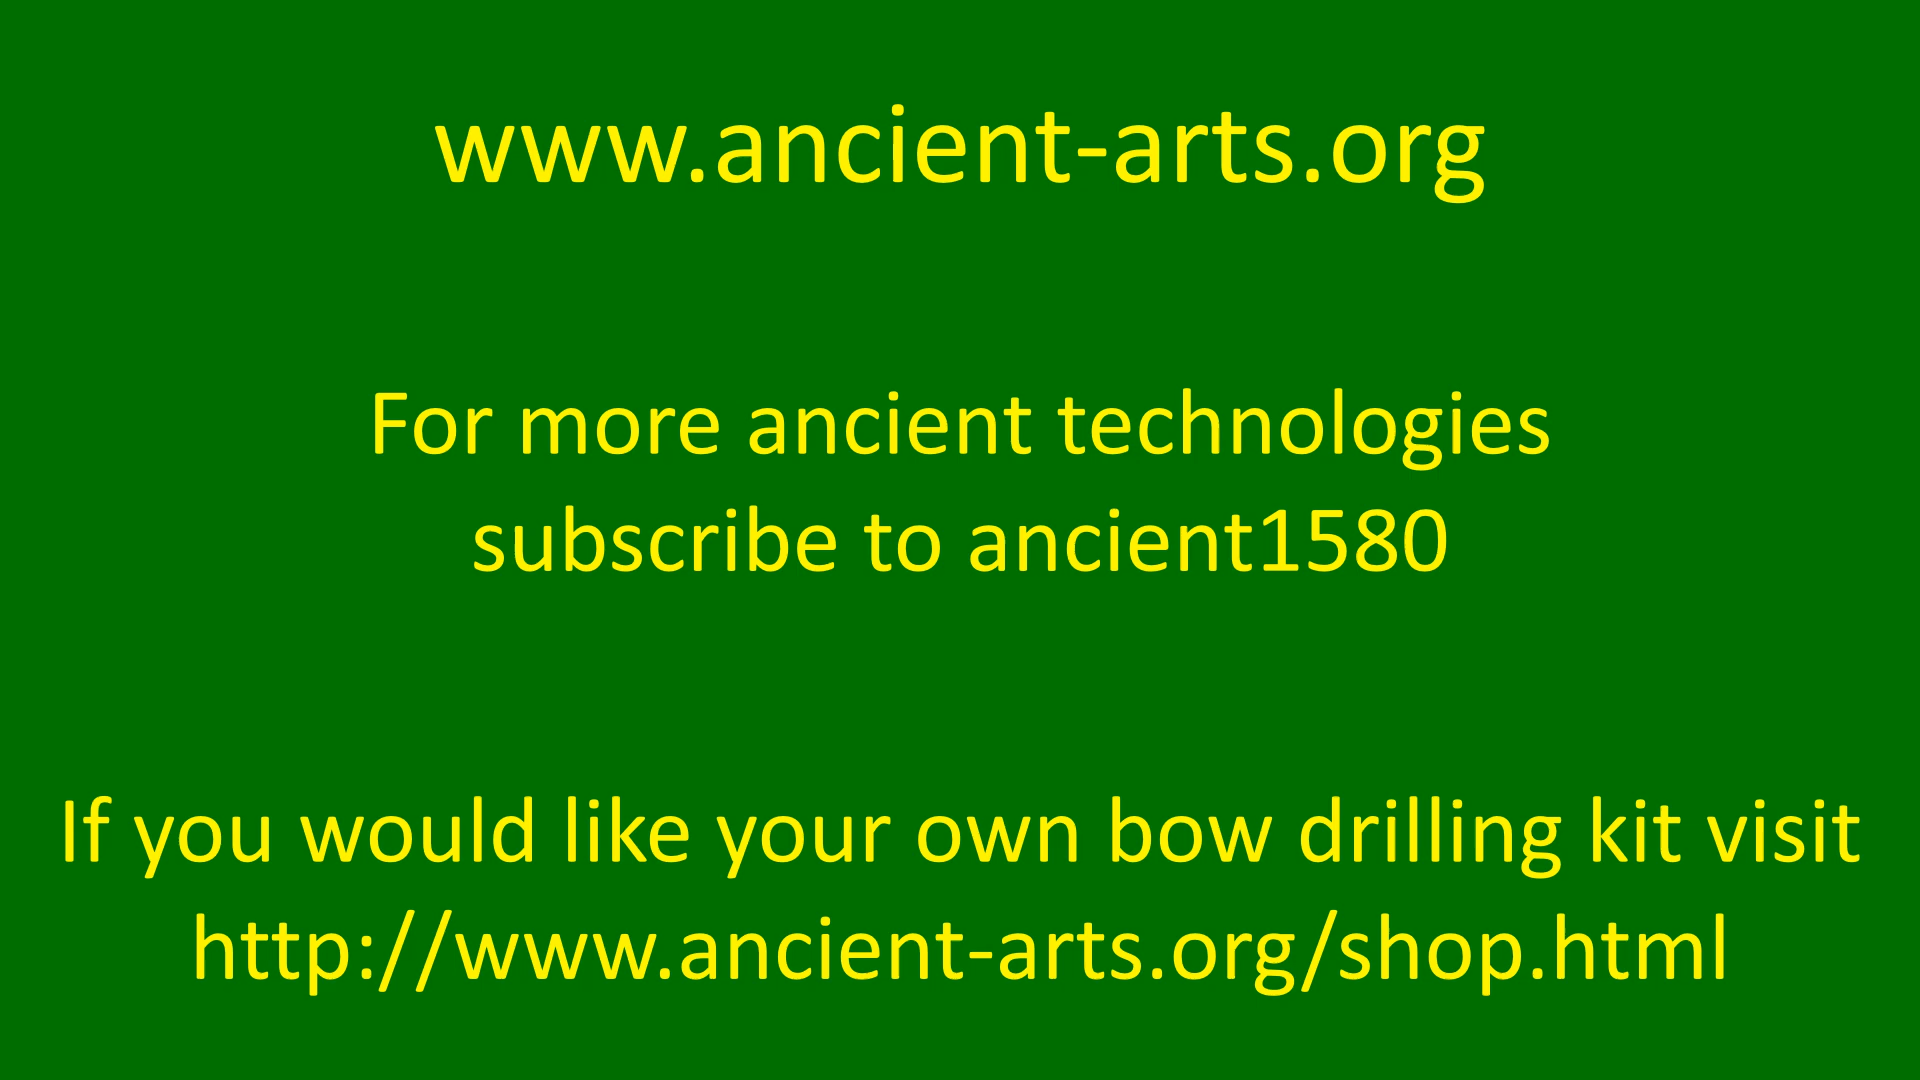 www.ancient-arts.org
For more ancient technologies
subscribe to ancient1580
If you would like your own bow drilling kit visit
http://www.ancient-arts.org/shop.html